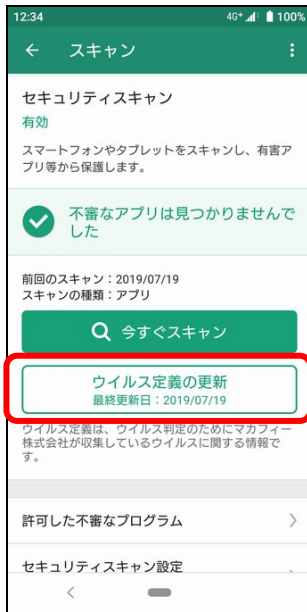 12:34
4G+ 100%
スキャン
セキュリティスキャン
有効
スマートフォンやタブレットをスキャンし、有害ア
プリ等から保護します。
不審なアプリは見つかりませんで
した
前回のスキャン：2019/07/19
スキャンの種類：アプリ
今すぐスキャン
ウイルス定義の更新
最終更新日：2019/07/19
ウイルス定義は、ウイルス判定のためにマカフィー
株式会社が収集しているウイルスに関する情報で
す。
許可した不審なプログラム
セキュリティスキャン設定